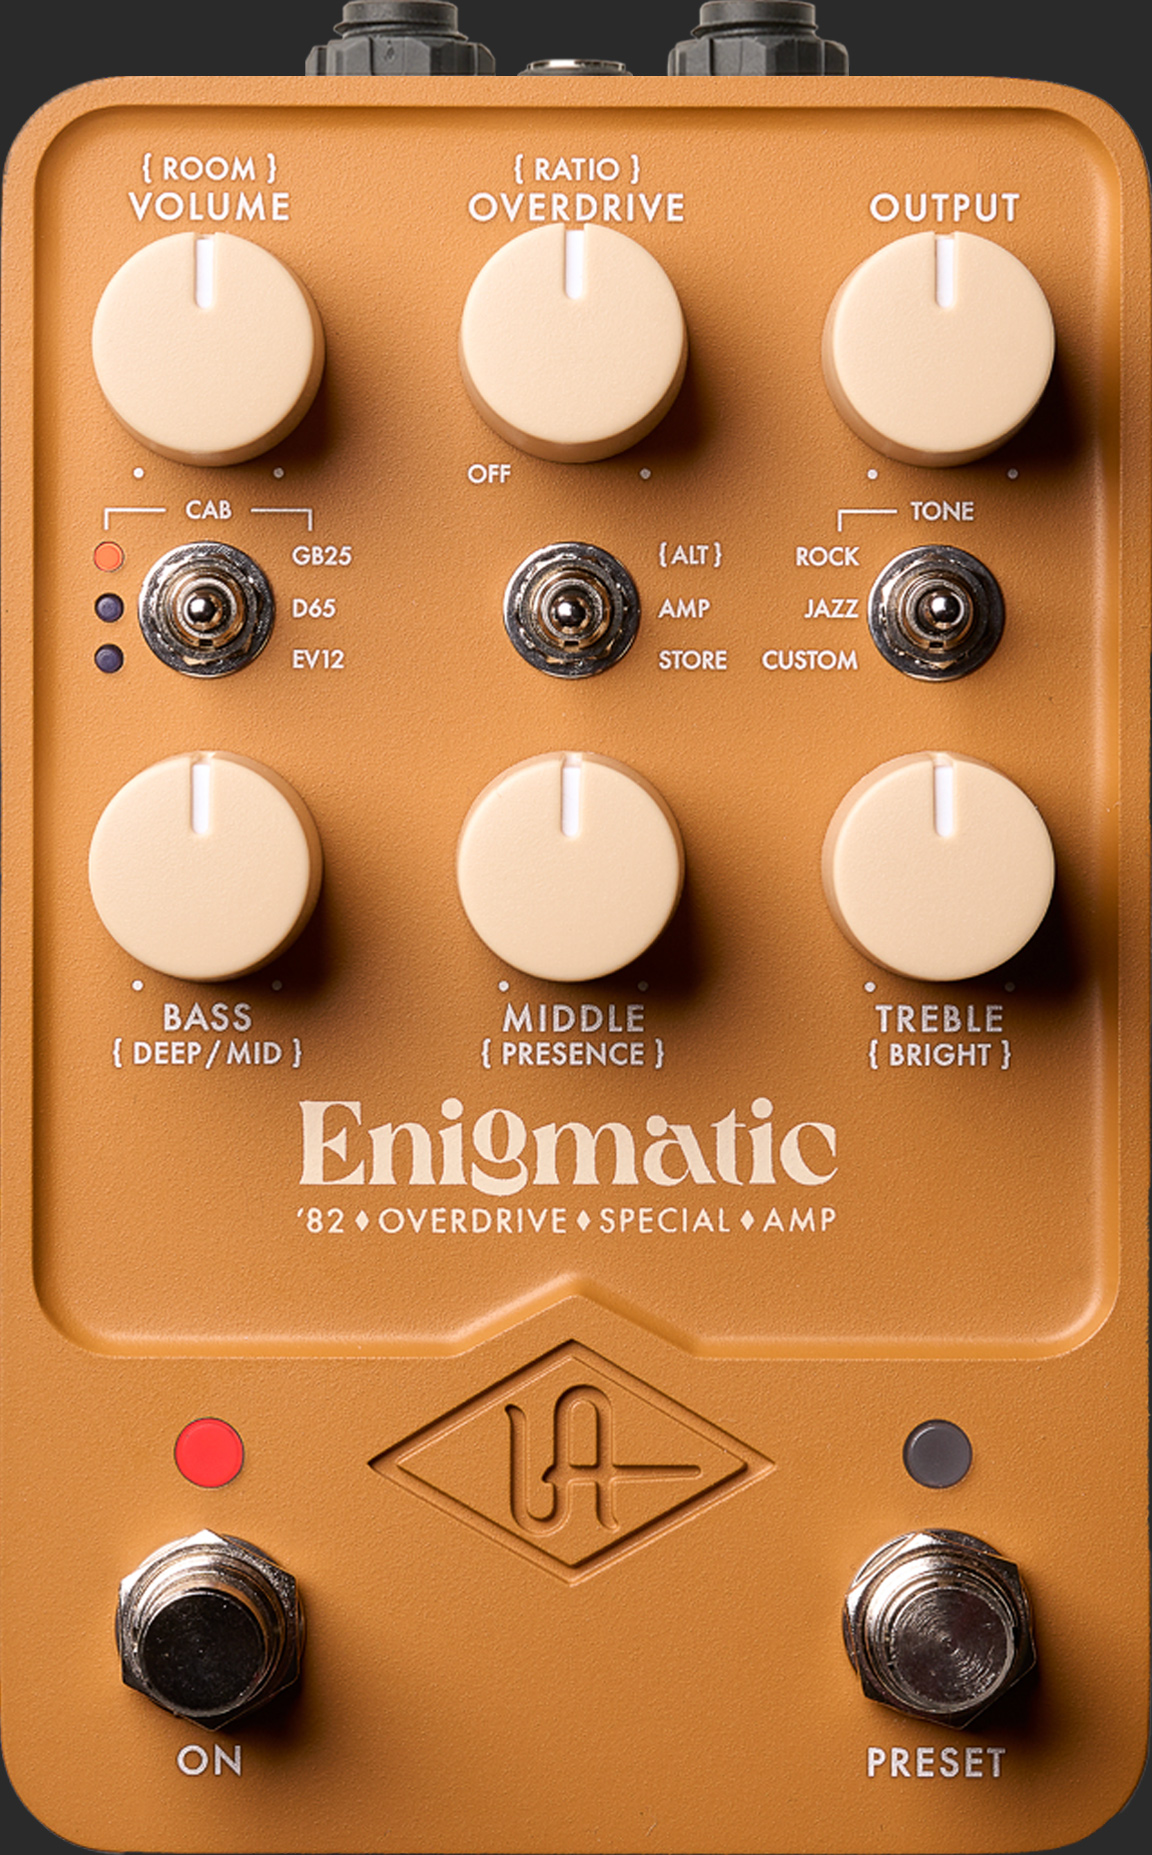 { ROOM }
VOLUME
{ RATIO }
OVERDRIVE
OUTPUT
OFF
CAB
GB25
D65
EV12
{ALT}
AMP
STORE
TONE
ROCK
JAZZ
CUSTOM
BASS
{ DEEP/MID }
MIDDLE
{ PRESENCE }
TREBLE
{ BRIGHT }
Enigmatic
'82♦OVERDRIVE♦SPECIAL♦AMP
UA
ON
PRESET